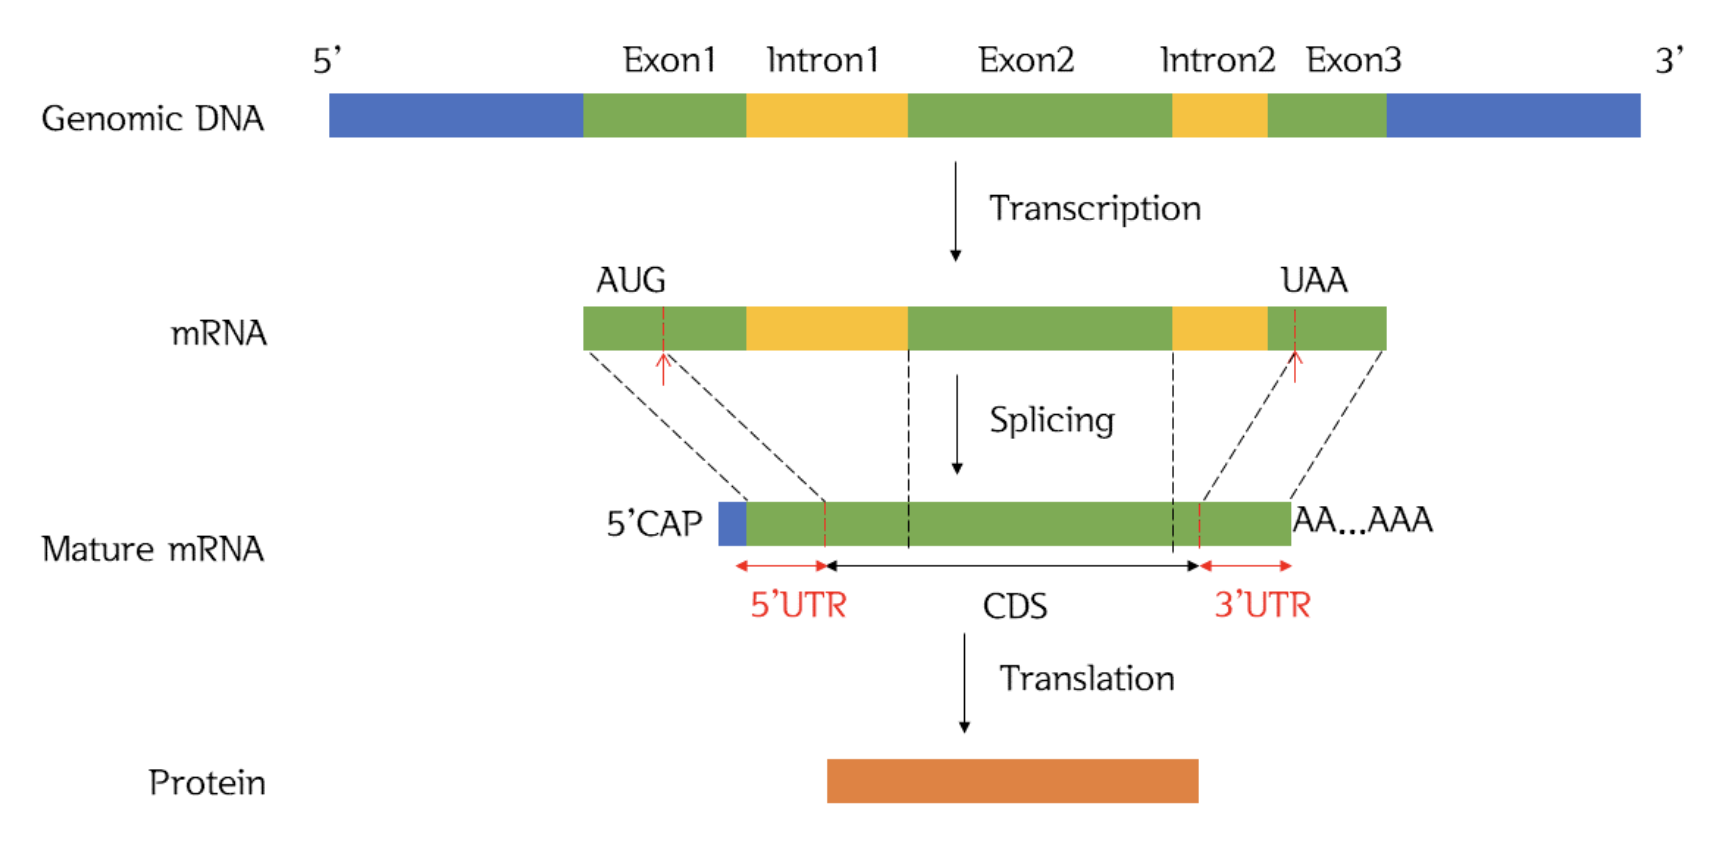 5’ Exon1 Intron1 Exon2 Intron2 Exon3 3’
Genomic DNA
Transcription
AUG UAA
mRNA
Splicing
5’CAP AA...AAA
Mature mRNA
5’UTR CDS 3’UTR
Translation
Protein